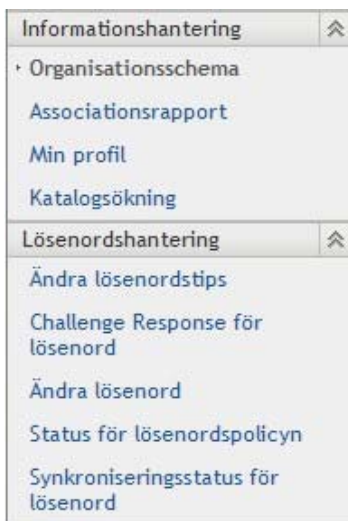 Informationshantering
Organisationsschema
Associationsrapport
Min profil
Katalogsökning
Lösenordshantering
Ändra lösenordstips
Challenge Response för
lösenord
Ändra lösenord
Status för lösenordspolicyn
Synkroniseringsstatus för
lösenord